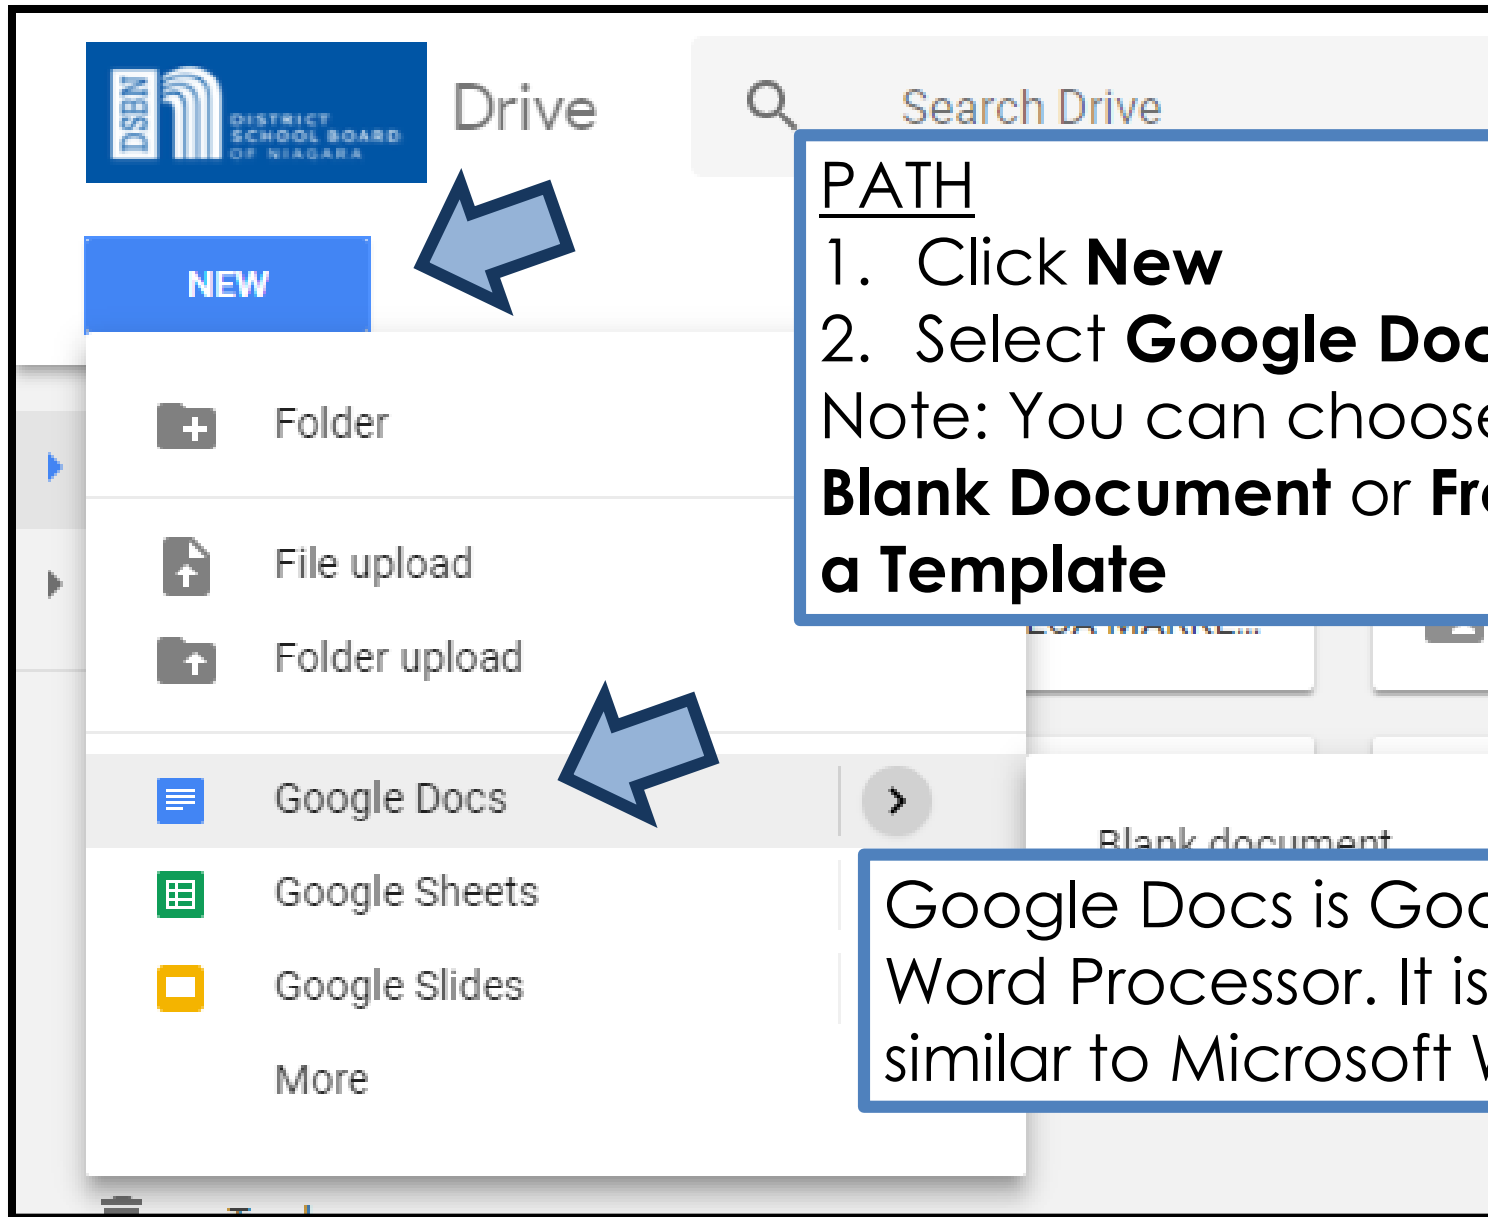 DSBN
DISTRICT
SCHOOL BOARD
OF NIAGARA
Drive
Search Drive
NEW
PATH
1. Click New
2. Select Google Doc
Note: You can choose
Blank Document or Fro
a Template
Folder
File upload
Folder upload
Google Docs
Google Sheets
Google Slides
More
Blank document
Google Docs is Goo
Word Processor. It is
similar to Microsoft W